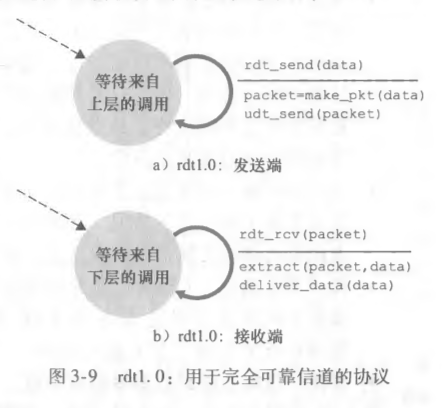 等待来自
上层的调用
rdt_send(data)
packet=make_pkt(data)
udt_send(packet)
a）rdt1.0：发送端
等待来自
下层的调用
rdt_rcv(packet)
extract(packet,data)
deliver_data(data)
b）rdt1.0：接收端
图 3-9 rdt1.0：用于完全可靠信道的协议